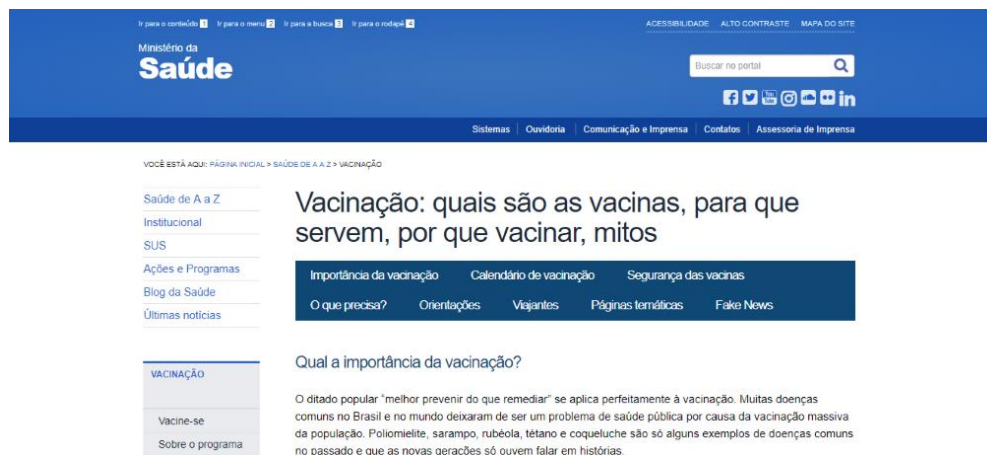 Ir para o conteúdo 1 Ir para o menu 2 Ir para a busca 3 Ir para o rodapé 4
ACESSIBILIDADE ALTO CONTRASTE MAPA DO SITE
Ministério da
Saúde
Buscar no portal
Sistemas Ouvidoria Comunicação e Imprensa Contatos Assessoria de Imprensa
VOCÊ ESTÁ AQUI: PÁGINA INICIAL > SAÚDE DE A A Z > VACINAÇÃO
Saúde de A a Z
Institucional
SUS
Ações e Programas
Blog da Saúde
Últimas notícias
VACINAÇÃO
Vacine-se
Sobre o programa
Vacinação: quais são as vacinas, para que
servem, por que vacinar, mitos
Importância da vacinação Calendário de vacinação Segurança das vacinas
O que precisa? Orientações Viajantes Páginas temáticas Fake News
Qual a importância da vacinação?
O ditado popular “melhor prevenir do que remediar” se aplica perfeitamente à vacinação. Muitas doenças
comuns no Brasil e no mundo deixaram de ser um problema de saúde pública por causa da vacinação massiva
da população. Poliomielite, sarampo, rubéola, tétano e coqueluche são só alguns exemplos de doenças comuns
no passado e que as novas gerações só ouvem falar em histórias.